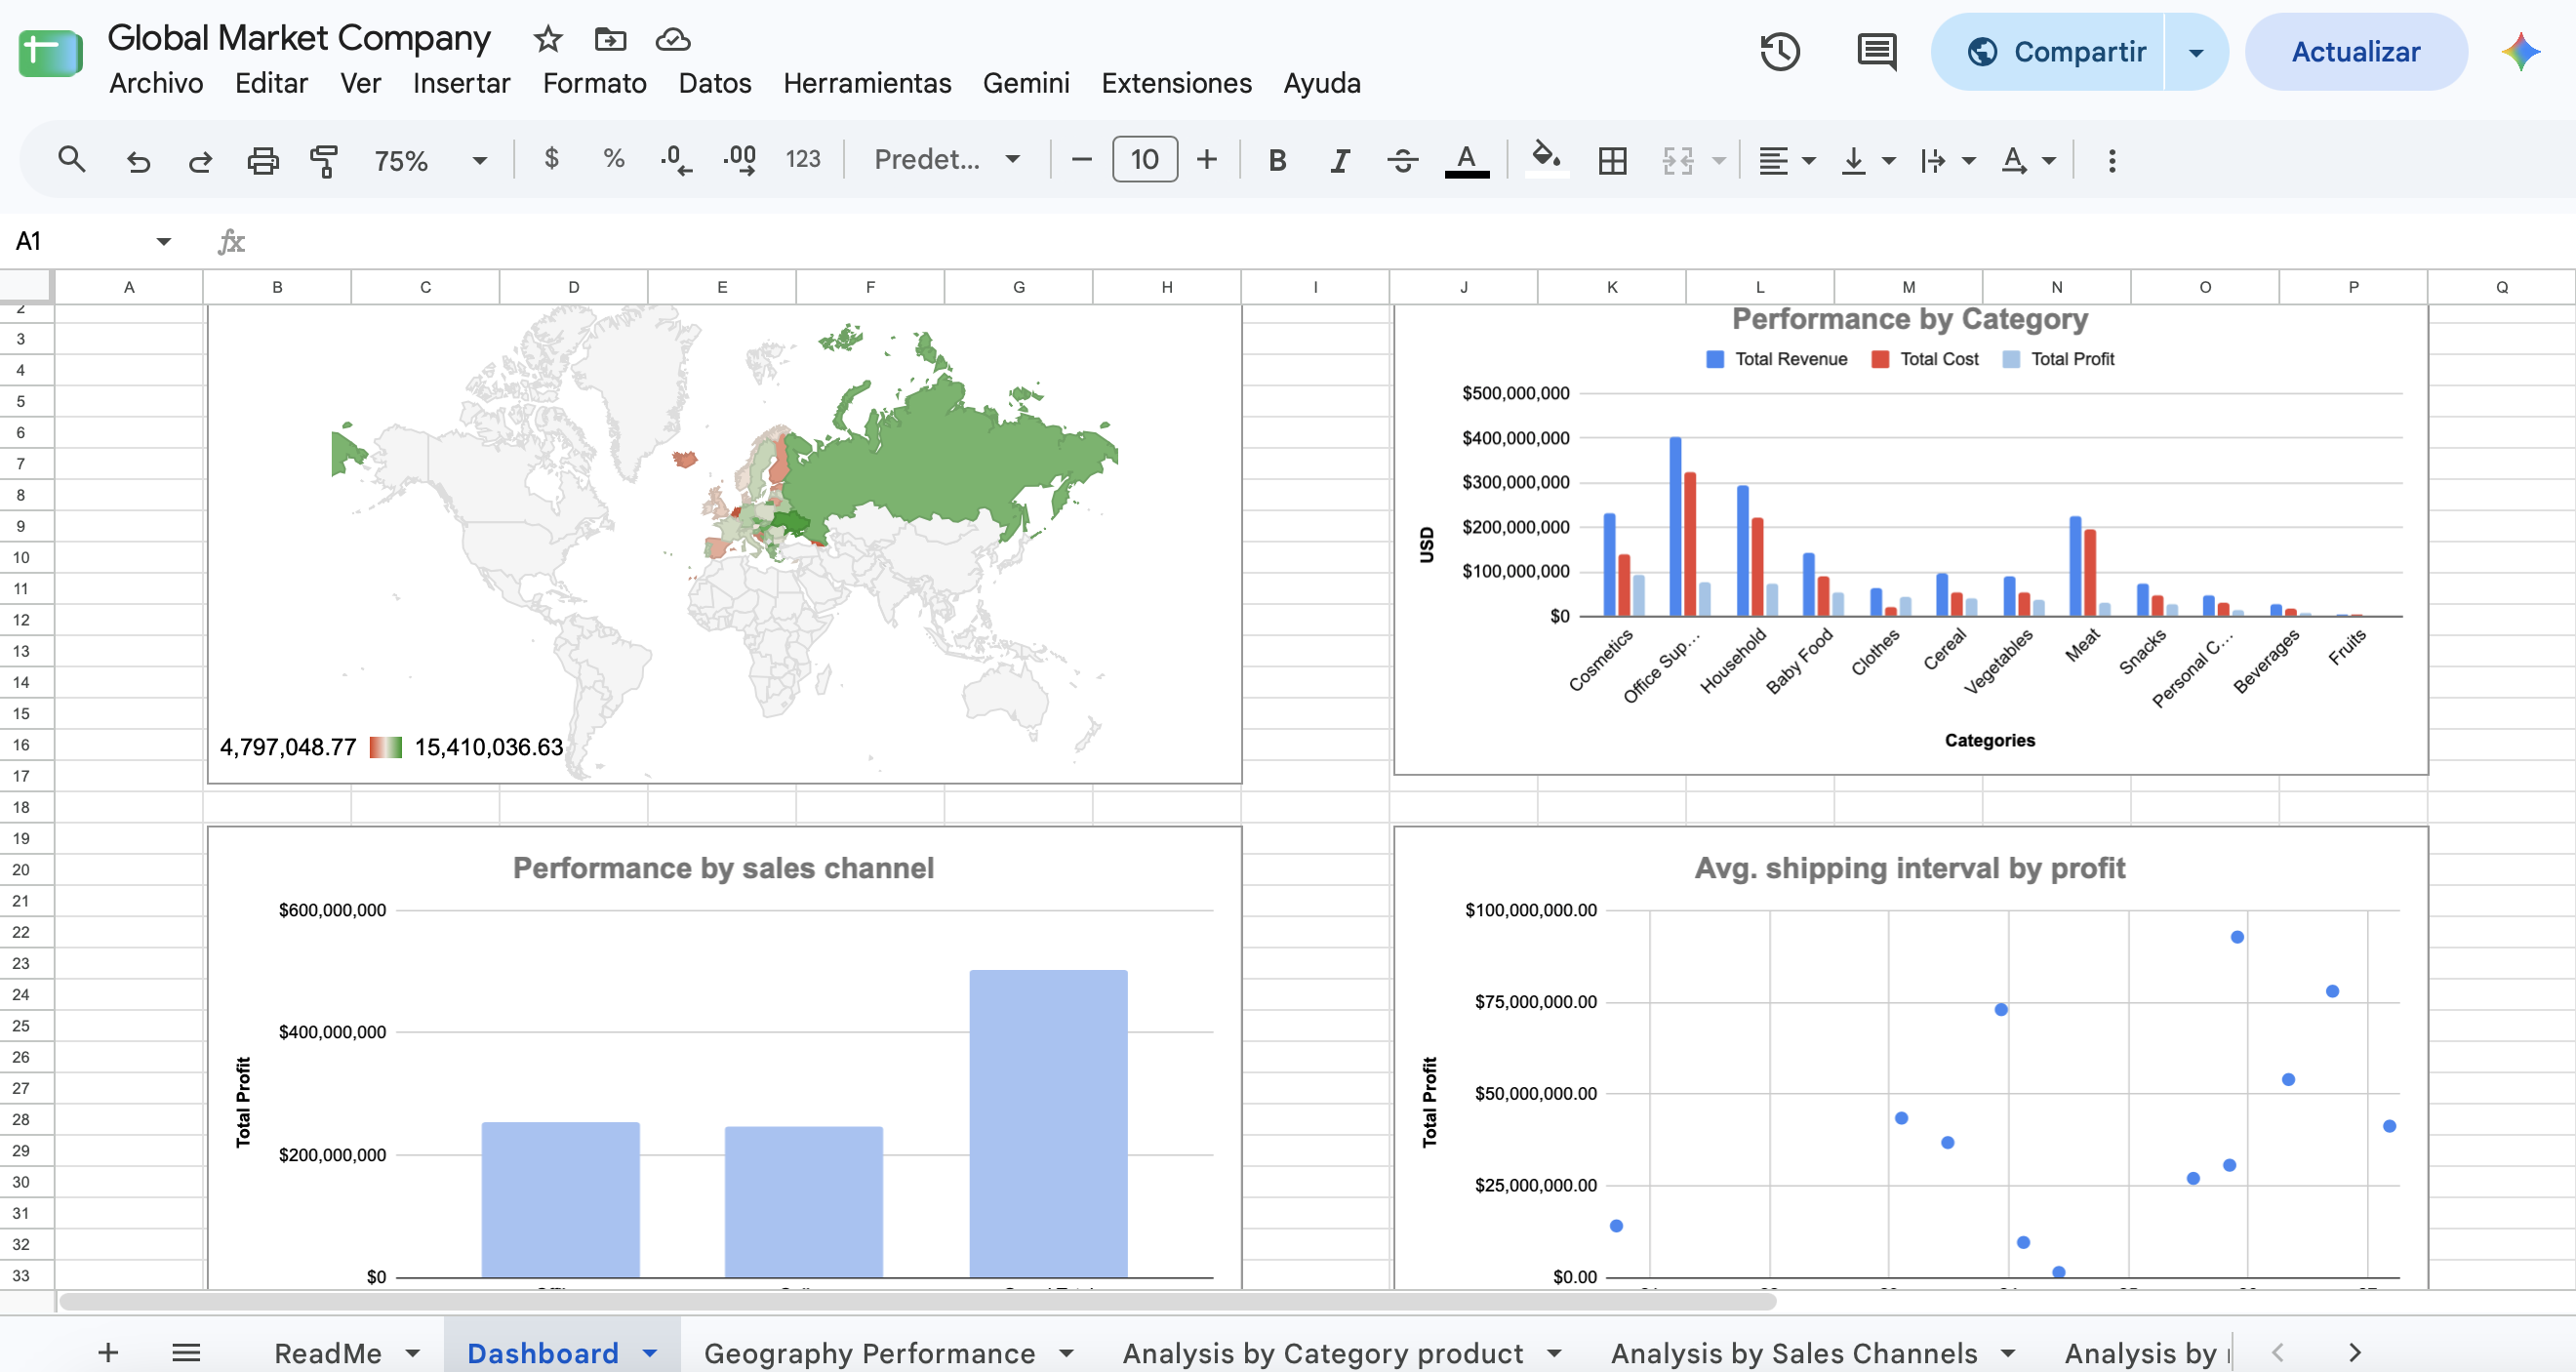 Global Market Company
Archivo Editar Ver Insertar Formato Datos Herramientas Gemini Extensiones Ayuda
Compartir
Actualizar
75% $ % .0 .00 123 Predet... 10 B I A
A1 fx
A B C D E F G H I J K L M N O P Q
2
3
4
5
6
7
8
9
10
11
12
13
14
15
16
17
18
19
20
21
22
23
24
25
26
27
28
29
30
31
32
33
4,797,048.77 15,410,036.63
Performance by Category
Total Revenue Total Cost Total Profit
$500,000,000
$400,000,000
$300,000,000
$200,000,000
$100,000,000
$0
USD
Cosmetics
Office Sup...
Household
Baby Food
Clothes
Cereal
Vegetables
Meat
Snacks
Personal C...
Beverages
Fruits
Categories
Performance by sales channel
$600,000,000
$400,000,000
$200,000,000
$0
Total Profit
Avg. shipping interval by profit
$100,000,000.00
$75,000,000.00
$50,000,000.00
$25,000,000.00
$0.00
Total Profit
+ ReadMe Dashboard Geography Performance Analysis by Category product Analysis by Sales Channels Analysis by